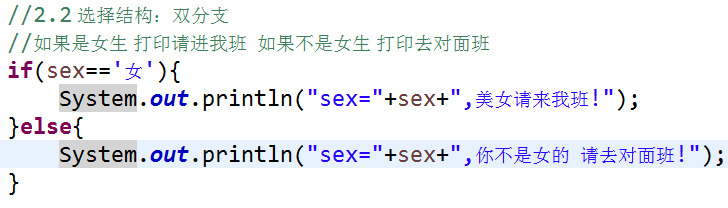 //2.2 选择结构：双分支
//如果是女生 打印请进我班 如果不是女生 打印去对面班
if(sex=='女'){
System.out.println("sex="+sex+",美女请来我班!");
}else{
System.out.println("sex="+sex+",你不是女的 请去对面班!");
}